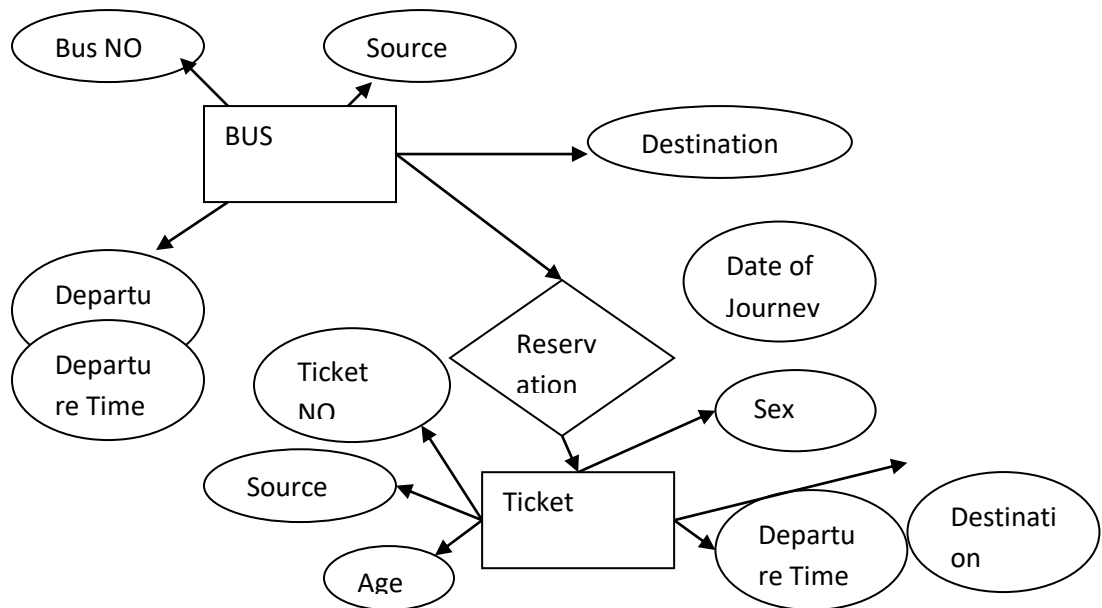 Bus NO
Source
BUS
Destination
Departu
Departu
re Time
Date of
Journey
Reserv
ation
Ticket
NO
Sex
Source
Ticket
Age
Departu
re Time
Destinati
on